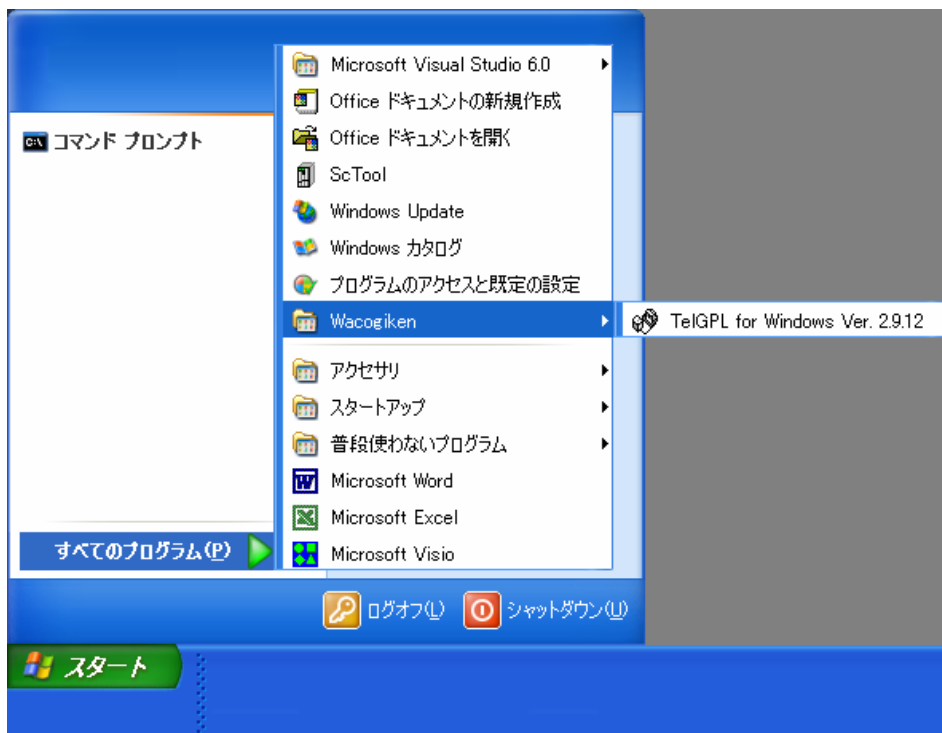 コマンド プロンプト
すべてのプログラム(P)
Microsoft Visual Studio 6.0
Office ドキュメントの新規作成
Office ドキュメントを開く
ScTool
Windows Update
Windows カタログ
プログラムのアクセスと既定の設定
Wacogiken
TelGPL for Windows Ver. 2.9.12
アクセサリ
スタートアップ
普段使わないプログラム
Microsoft Word
Microsoft Excel
Microsoft Visio
ログオフ(L) シャットダウン(U)
スタート